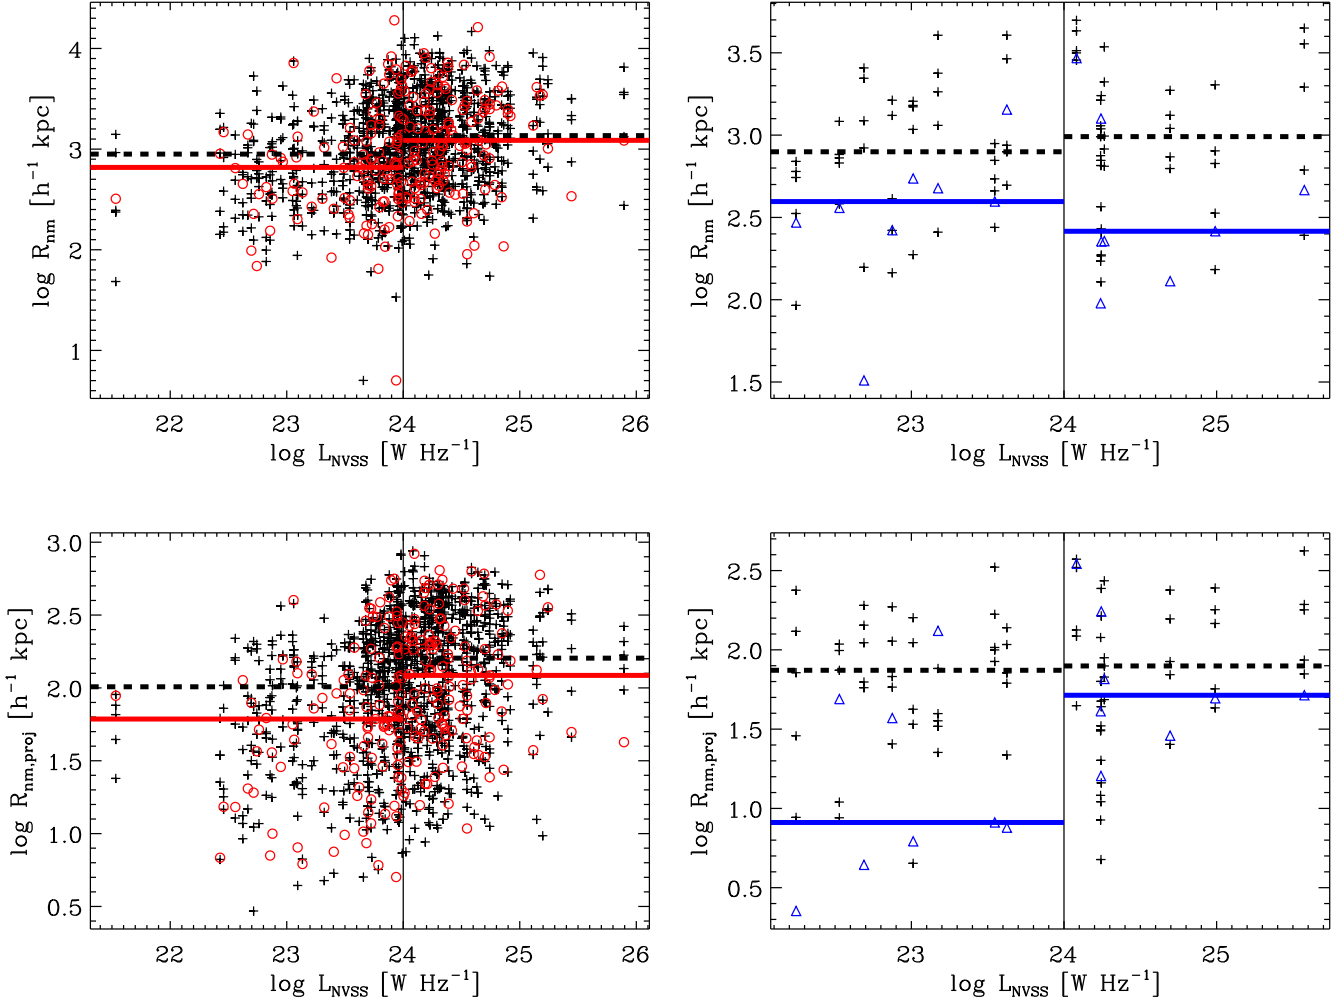 4
3
2
1
log R_nm [h^-1 kpc]
22 23 24 25 26
log L_NVSS [W Hz^-1]
3.5
3.0
2.5
2.0
1.5
log R_nm [h^-1 kpc]
23 24 25
log L_NVSS [W Hz^-1]
3.0
2.5
2.0
1.5
1.0
0.5
log R_nm,proj [h^-1 kpc]
22 23 24 25 26
log L_NVSS [W Hz^-1]
2.5
2.0
1.5
1.0
0.5
log R_nm,proj [h^-1 kpc]
23 24 25
log L_NVSS [W Hz^-1]